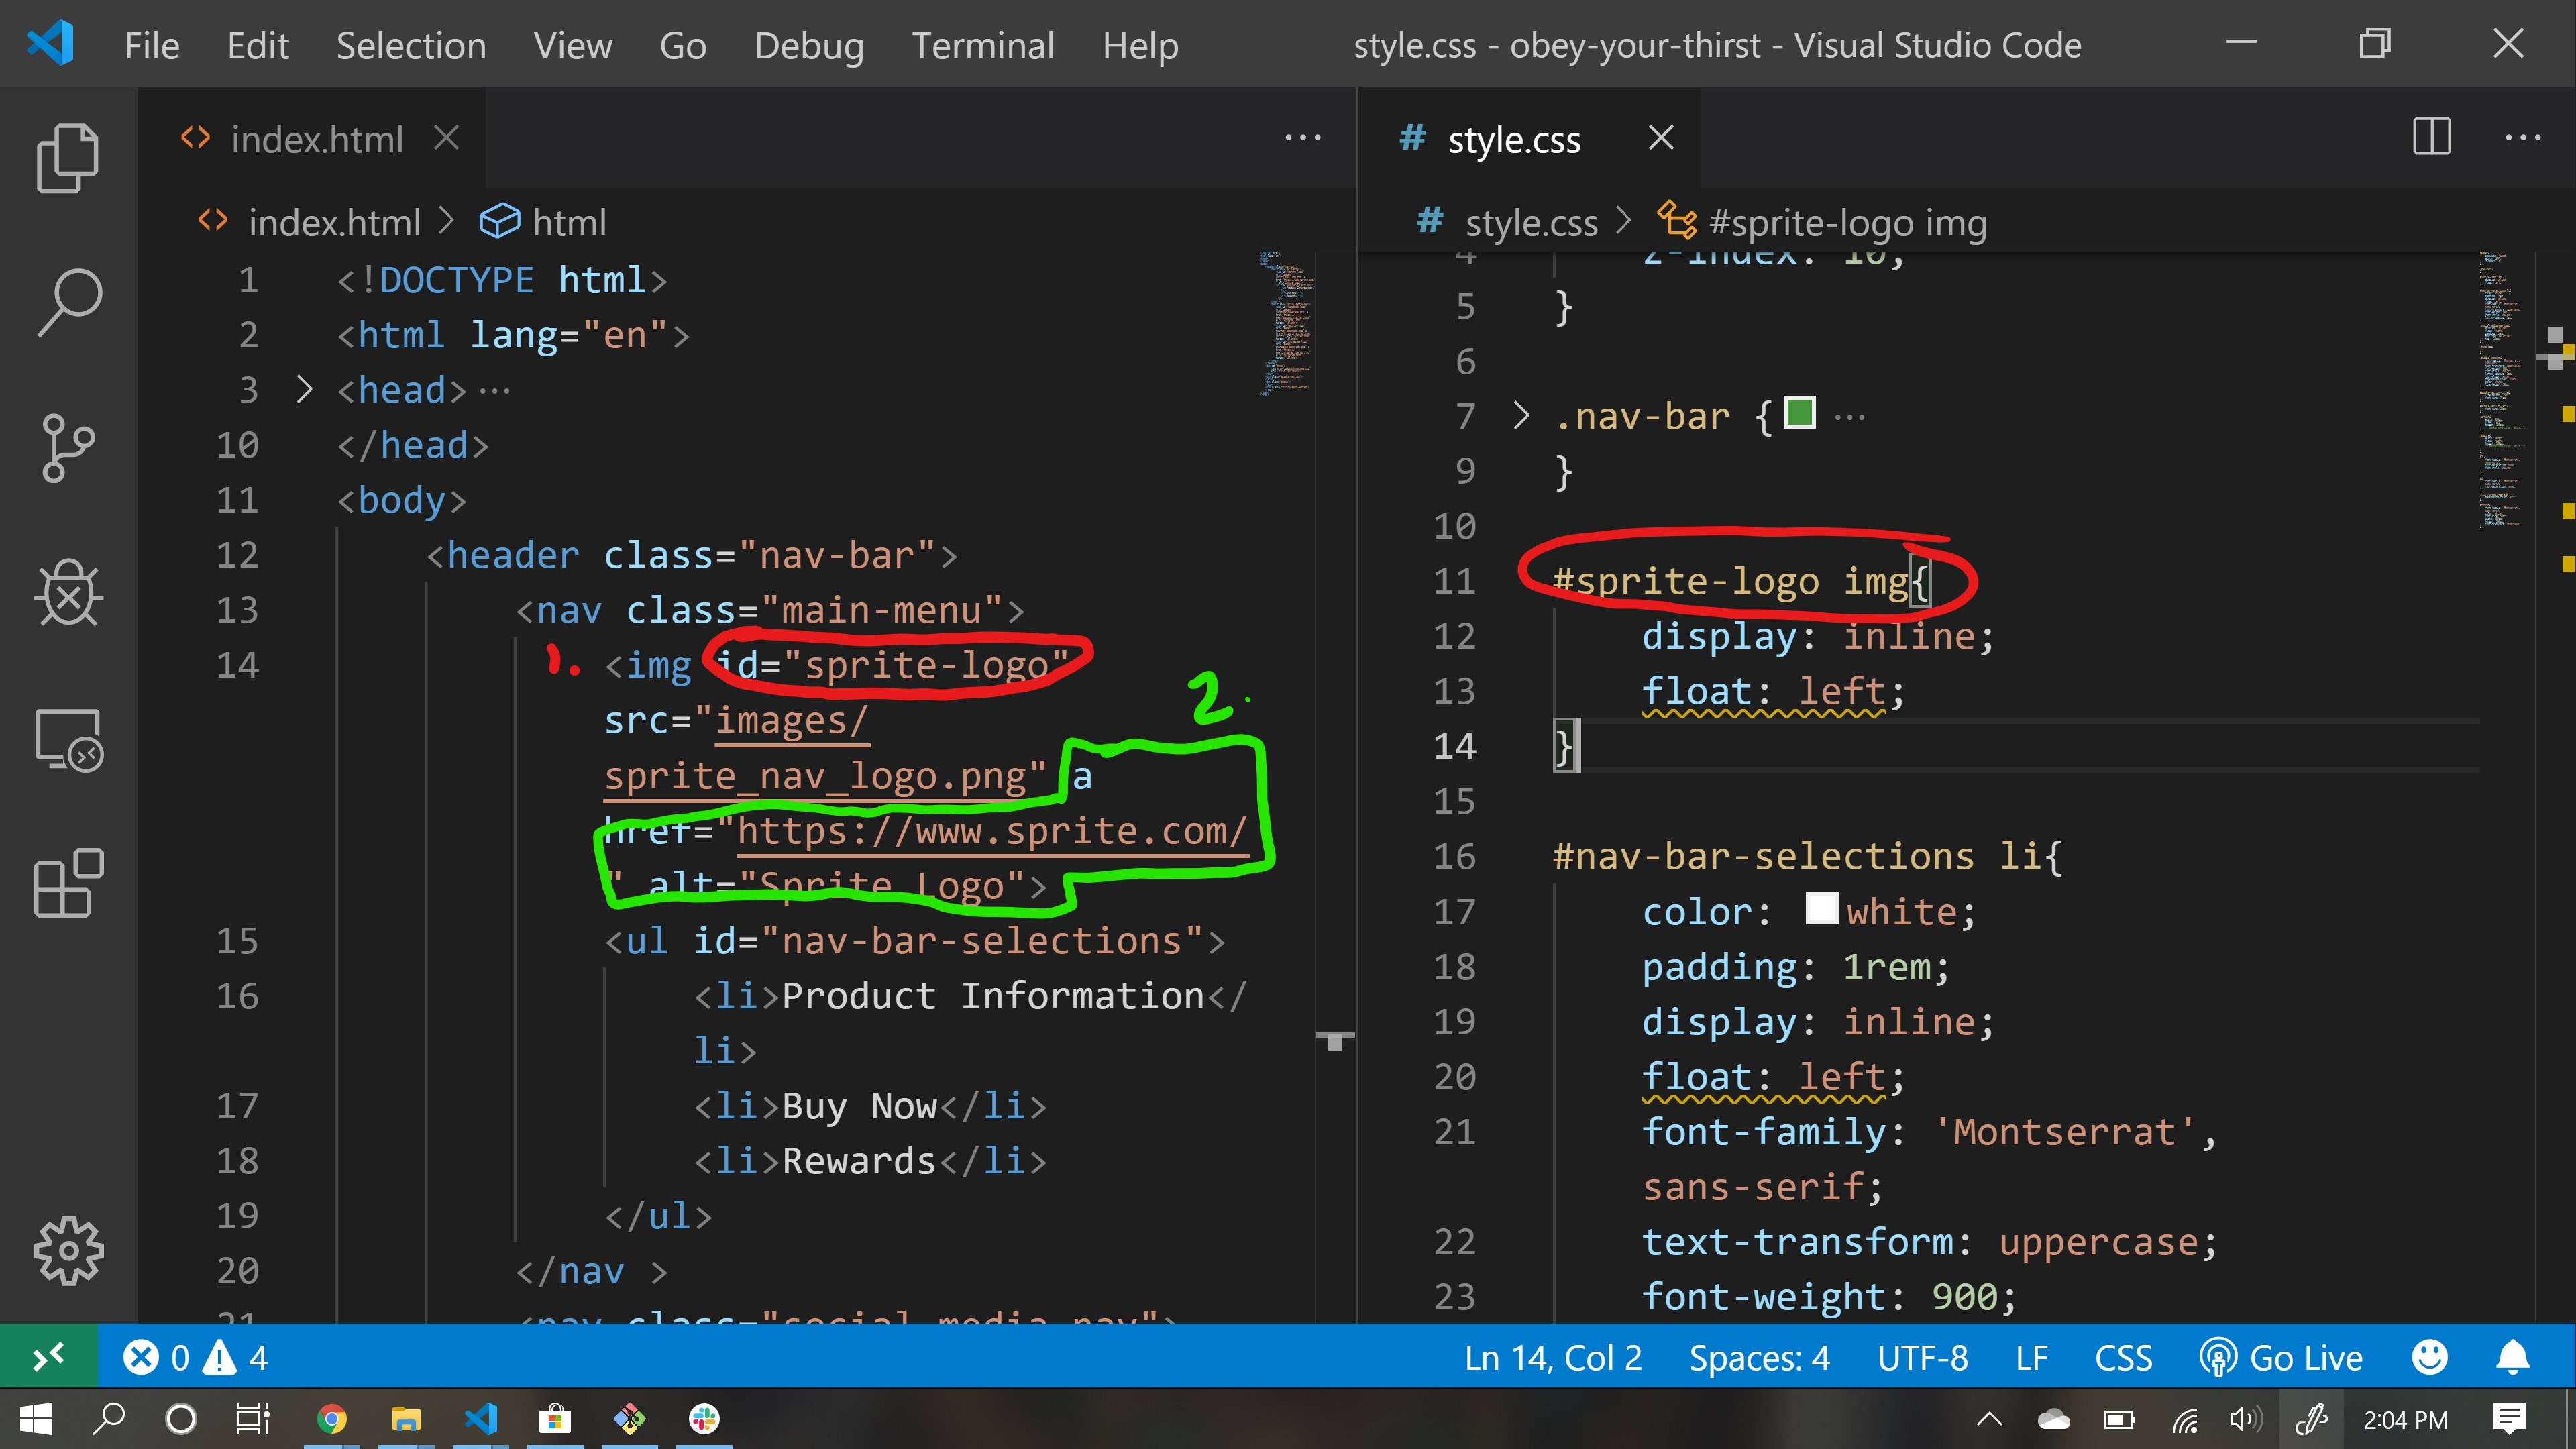 File Edit Selection View Go Debug Terminal Help style.css - obey-your-thirst - Visual Studio Code
index.html
index.html > html
1 <!DOCTYPE html>
2 <html lang="en">
3 <head>...
10 </head>
11 <body>
12 <header class="nav-bar">
13 <nav class="main-menu">
1. 14 <img id="sprite-logo"
2.
src="images/
sprite_nav_logo.png" a
href="https://www.sprite.com/
" alt="Sprite Logo">
15 <ul id="nav-bar-selections">
16 <li>Product Information</
li>
17 <li>Buy Now</li>
18 <li>Rewards</li>
19 </ul>
20 </nav >
21 <nav class="social-media-nav">
# style.css
# style.css > #sprite-logo img
4 z-index: 10;
5 }
6
7 .nav-bar { ...
9 }
10
11 #sprite-logo img{
12 display: inline;
13 float: left;
14 }
15
16 #nav-bar-selections li{
17 color: white;
18 padding: 1rem;
19 display: inline;
20 float: left;
21 font-family: 'Montserrat',
sans-serif;
22 text-transform: uppercase;
23 font-weight: 900;
0 4 Ln 14, Col 2 Spaces: 4 UTF-8 LF CSS Go Live
2:04 PM